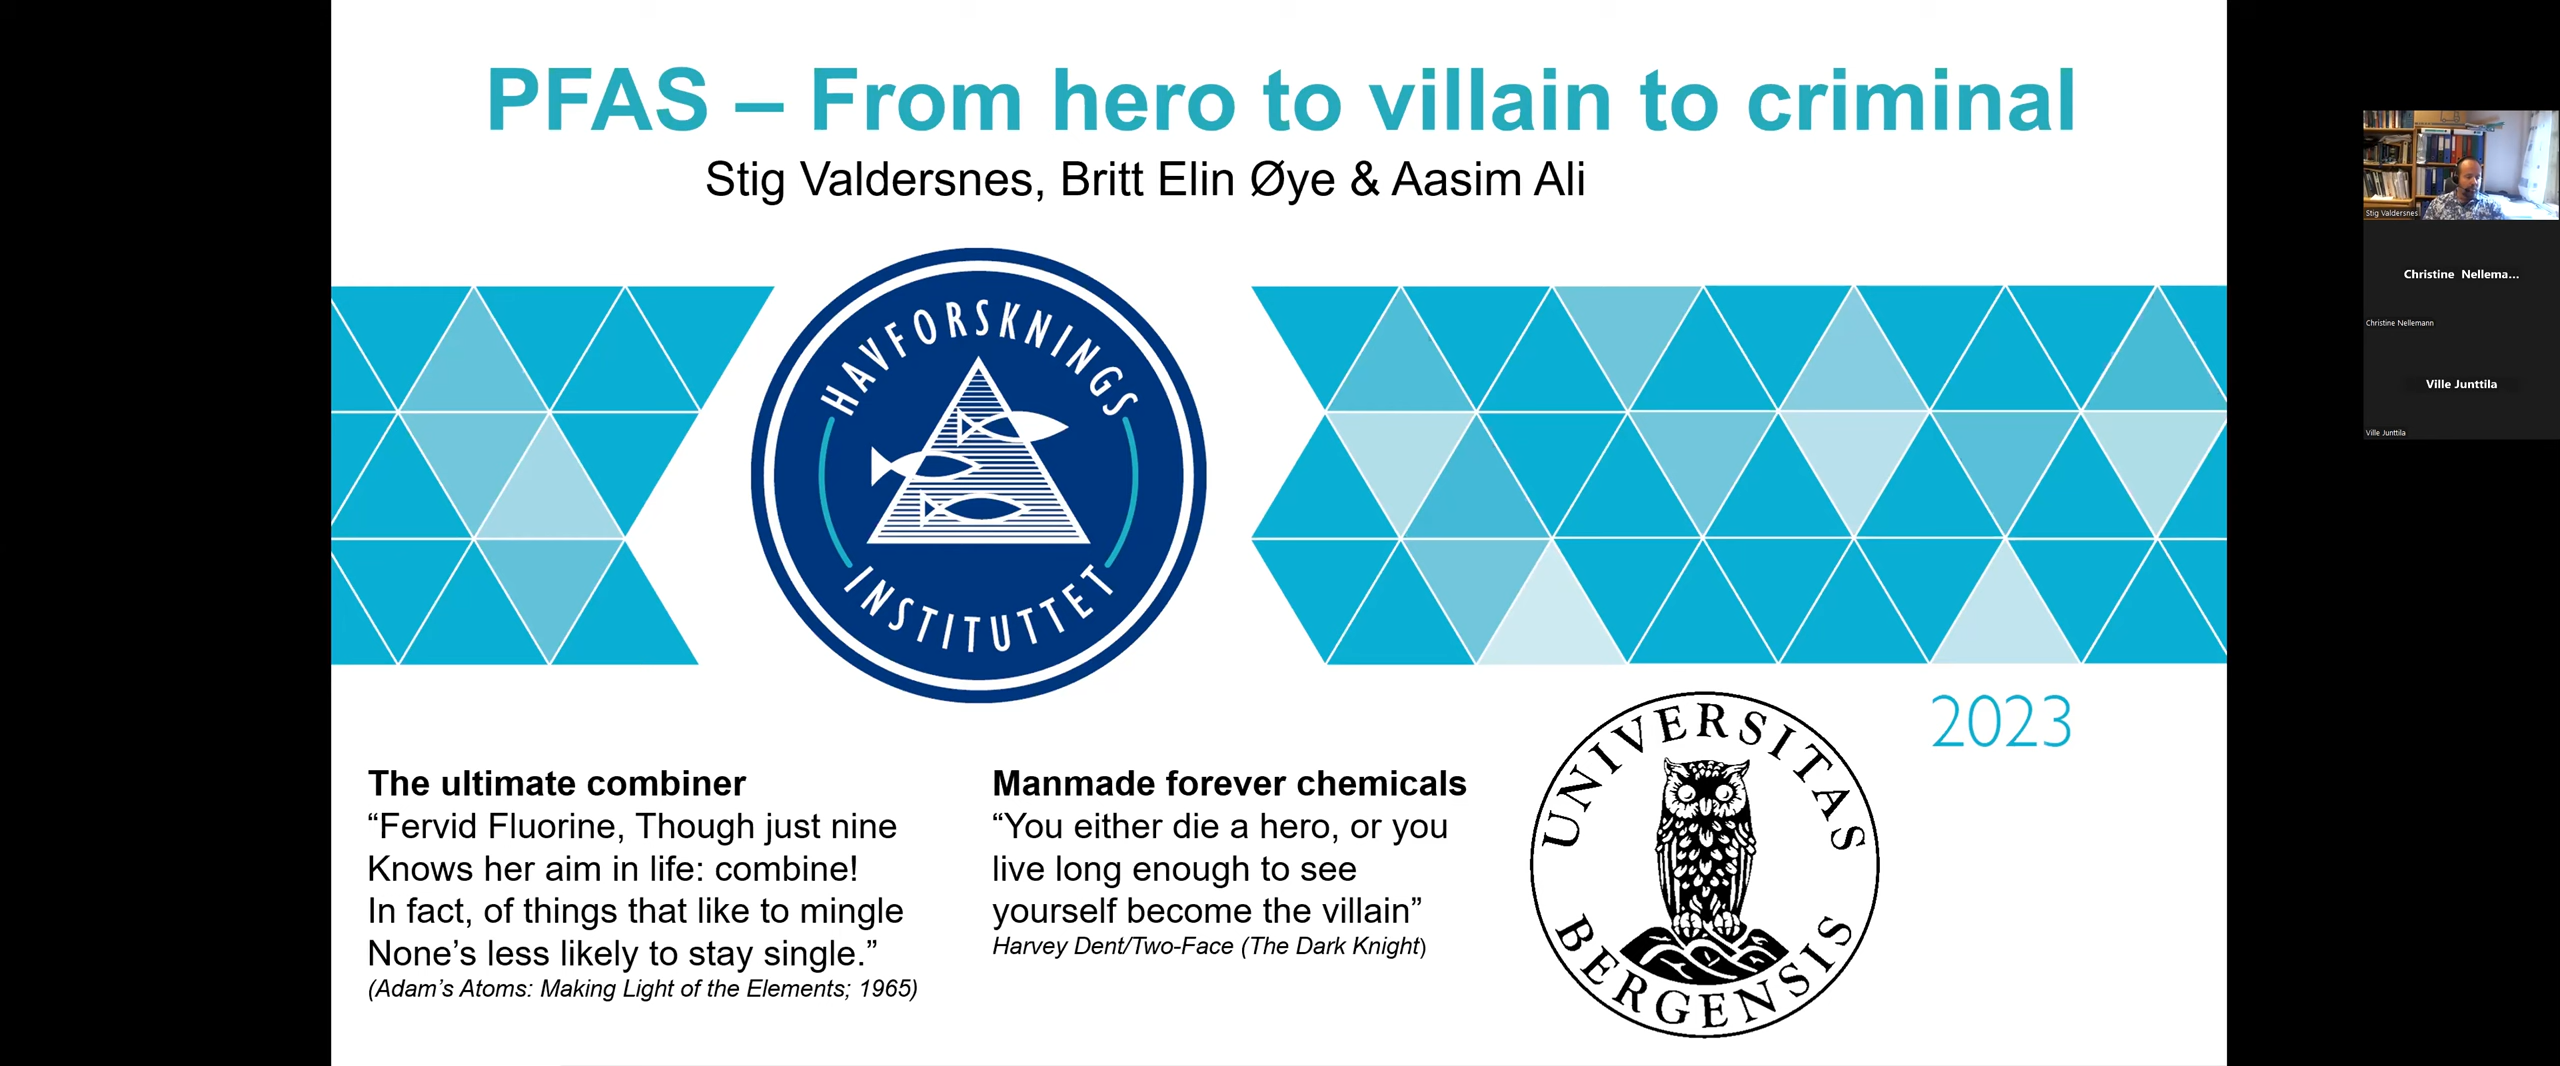 PFAS – From hero to villain to criminal
Stig Valdersnes, Britt Elin Øye & Aasim Ali
HAVFORSKNINGS
INSTITUTTET
2023
UNIVERSITAS
BERGENSIS
The ultimate combiner
“Fervid Fluorine, Though just nine
Knows her aim in life: combine!
In fact, of things that like to mingle
None’s less likely to stay single.”
(Adam’s Atoms: Making Light of the Elements; 1965)
Manmade forever chemicals
“You either die a hero, or you
live long enough to see
yourself become the villain”
Harvey Dent/Two-Face (The Dark Knight)
Stig Valdersnes
Christine Nellema...
Christine Nellemann
Ville Junttila
Ville Junttila